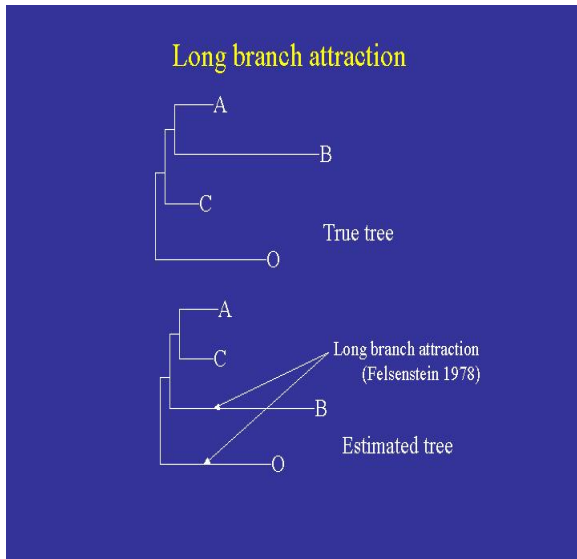 Long branch attraction
A
B
C
True tree
O
A
Long branch attraction
(Felsenstein 1978)
C
B
Estimated tree
O